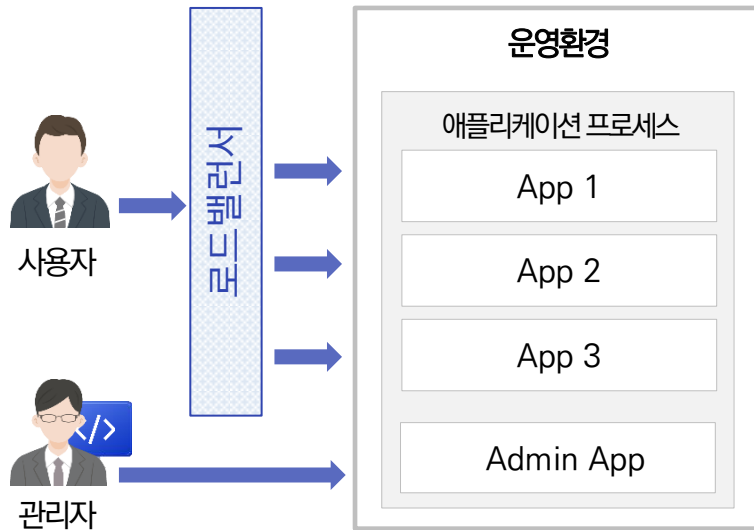 운영환경
애플리케이션 프로세스
App 1
App 2
App 3
Admin App
로드밸런서
사용자
</>
관리자